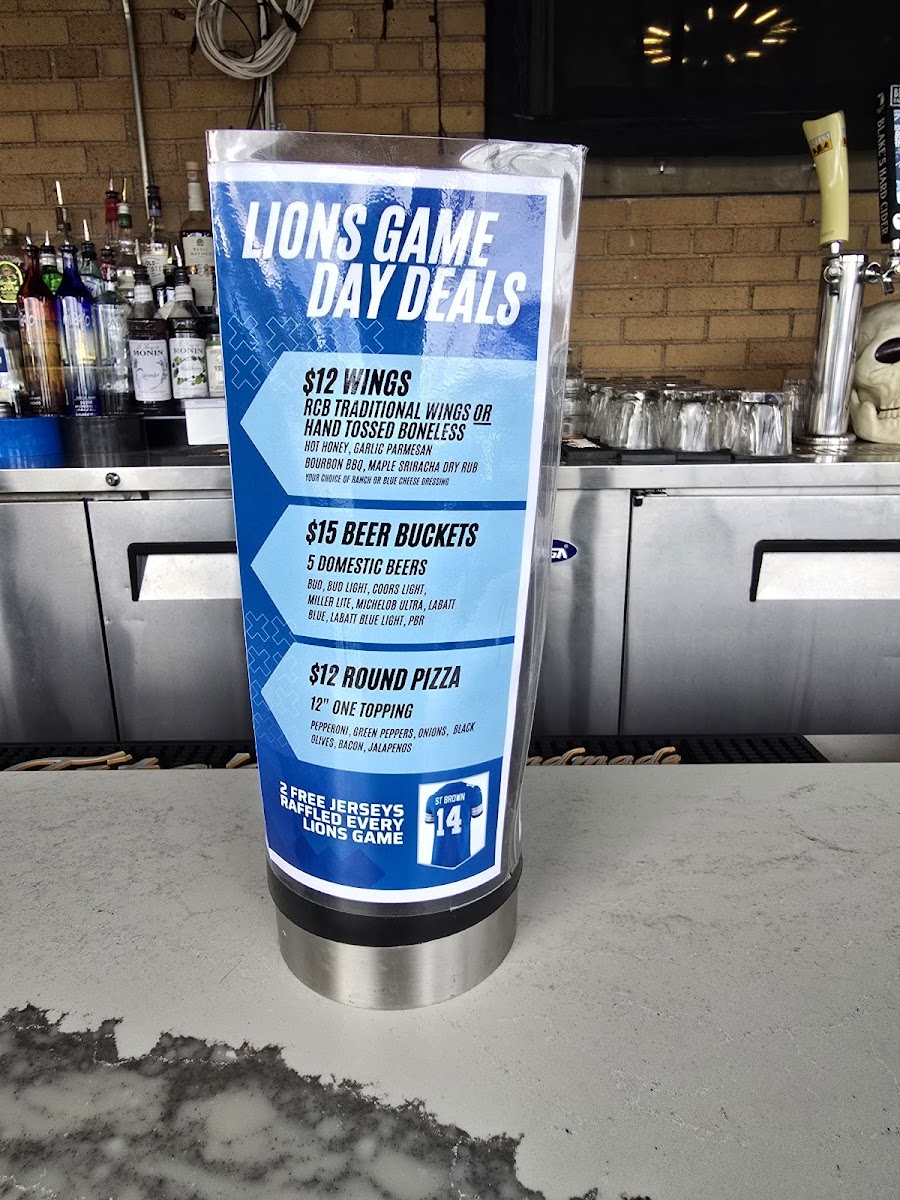 LIONS GAME
DAY DEALS
$12 WINGS
RCB TRADITIONAL WINGS OR
HAND TOSSED BONELESS
HOT HONEY, GARLIC PARMESAN
BOURBON BBQ, MAPLE SRIRACHA DRY RUB
YOUR CHOICE OF RANCH OR BLUE CHEESE DRESSING
$15 BEER BUCKETS
5 DOMESTIC BEERS
BUD, BUD LIGHT, COORS LIGHT,
MILLER LITE, MICHELOB ULTRA, LABATT
BLUE, LABATT BLUE LIGHT, PBR
$12 ROUND PIZZA
12" ONE TOPPING
PEPPERONI, GREEN PEPPERS, ONIONS, BLACK
OLIVES, BACON, JALAPENOS
2 FREE JERSEYS
RAFFLED EVERY
LIONS GAME
ST BROWN
14
MONIN
MONIN
BLAKE'S HARD CIDER